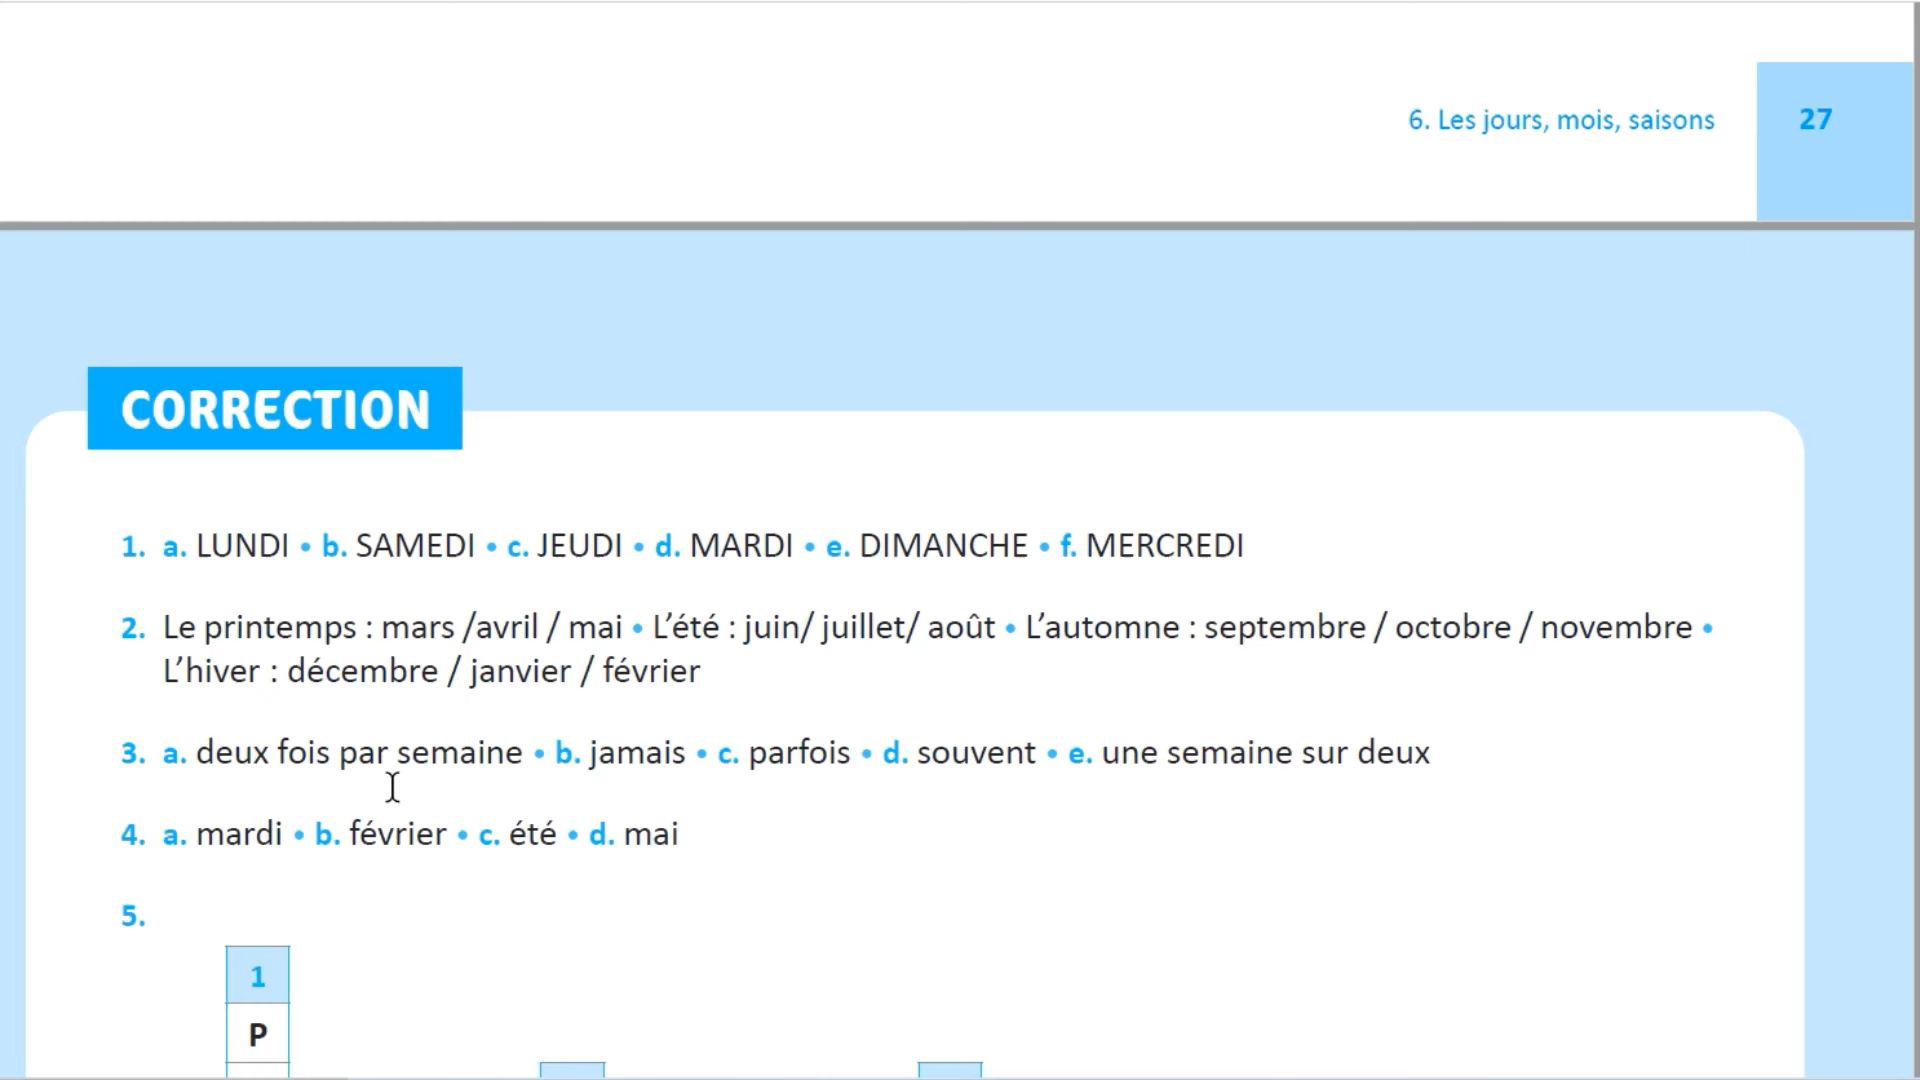 6. Les jours, mois, saisons 27
CORRECTION
1. a. LUNDI • b. SAMEDI • c. JEUDI • d. MARDI • e. DIMANCHE • f. MERCREDI
2. Le printemps : mars /avril / mai • L’été : juin/ juillet/ août • L’automne : septembre / octobre / novembre •
L’hiver : décembre / janvier / février
3. a. deux fois par semaine • b. jamais • c. parfois • d. souvent • e. une semaine sur deux
4. a. mardi • b. février • c. été • d. mai
5.
1
P